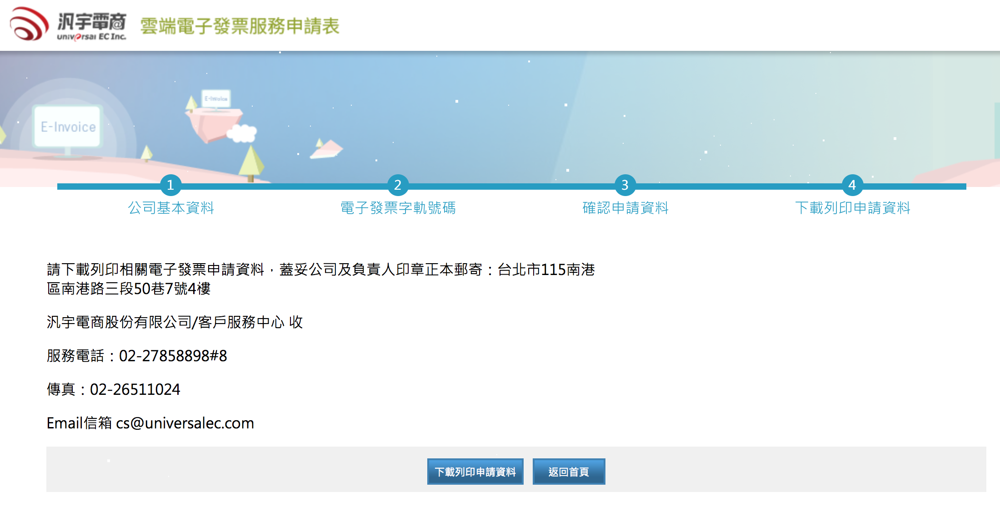 汎宇電商
universal EC Inc.
雲端電子發票服務申請表
E-Invoice
E-Invoice
1
2
3
4
公司基本資料
電子發票字軌號碼
確認申請資料
下載列印申請資料
請下載列印相關電子發票申請資料，蓋妥公司及負責人印章正本郵寄：台北市115南港
區南港路三段50巷7號4樓
汎宇電商股份有限公司/客戶服務中心 收
服務電話：02-27858898#8
傳真：02-26511024
Email信箱 cs@universalec.com
下載列印申請資料
返回首頁